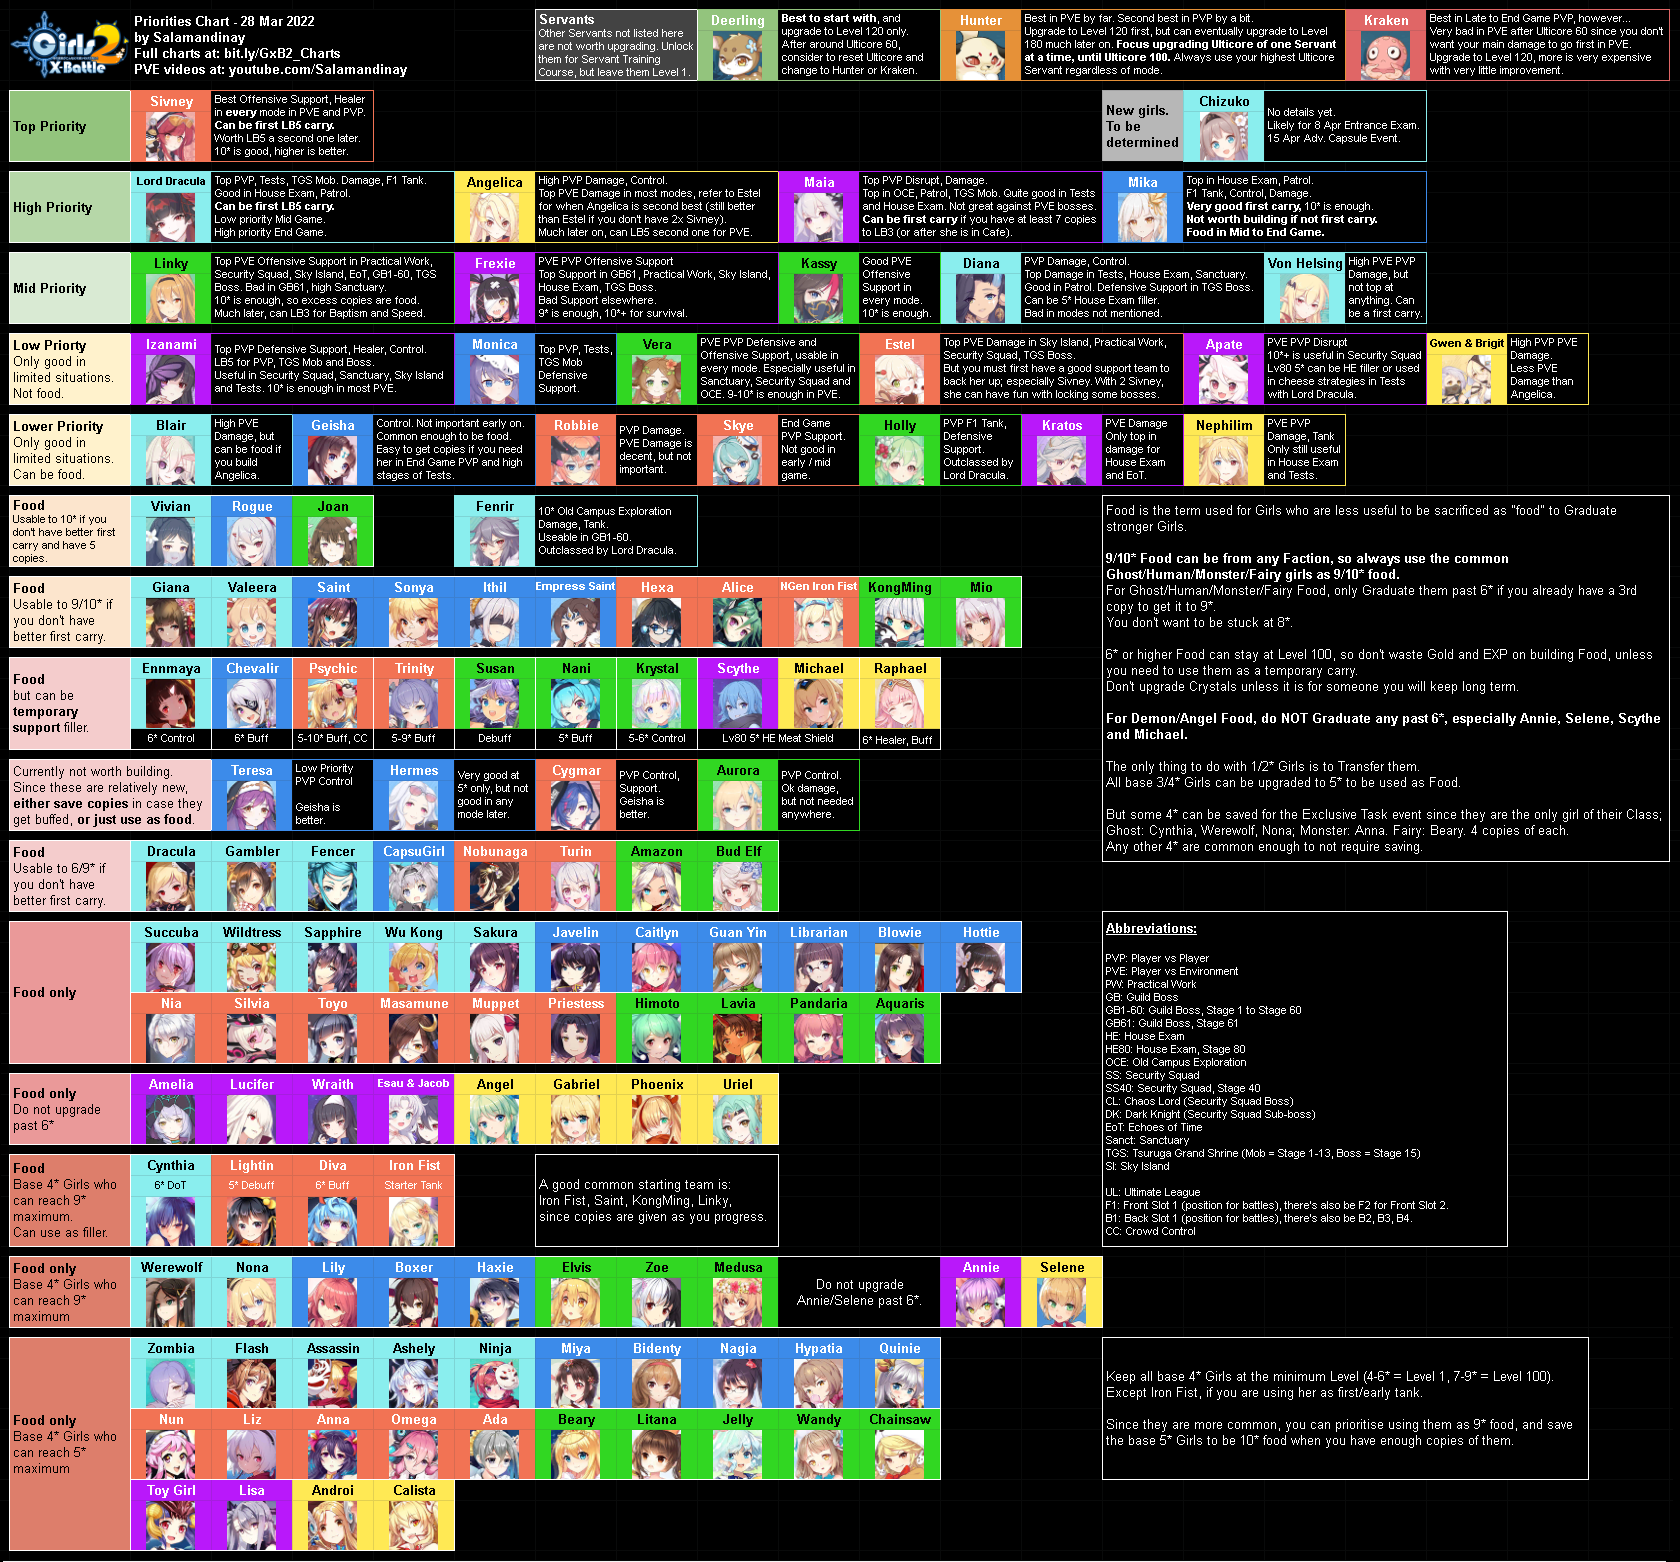 Girls 2
X-Battle
Priorities Chart - 28 Mar 2022
by Salamandinay
Full charts at: bit.ly/GxB2_Charts
PVE videos at: youtube.com/Salamandinay
Servants
Other Servants not listed here
are not worth upgrading. Unlock
them for Servant Training
Course, but leave them Level 1.
Deerling
Best to start with, and
upgrade to Level 120 only.
After around Ulticore 60,
consider to reset Ulticore and
change to Hunter or Kraken.
Hunter
Best in PVE by far. Second best in PVP by a bit.
Upgrade to Level 120 first, but can eventually upgrade to Level
180 much later on. Focus upgrading Ulticore of one Servant
at a time, until Ulticore 100. Always use your highest Ulticore
Servant regardless of mode.
Kraken
Best in Late to End Game PVP, however...
Very bad in PVE after Ulticore 60 since you don't
want your main damage to go first in PVE.
Upgrade to Level 120, more is very expensive
with very little improvement.
Top Priority
Sivney
Best Offensive Support, Healer
in every mode in PVE and PVP.
Can be first LB5 carry.
Worth LB5 a second one later.
10* is good, higher is better.
New girls.
To be
determined
Chizuko
No details yet.
Likely for 8 Apr Entrance Exam.
15 Apr Adv. Capsule Event.
High Priority
Lord Dracula
Top PVP, Tests, TGS Mob. Damage, F1 Tank.
Good in House Exam, Patrol.
Can be first LB5 carry.
Low priority Mid Game.
High priority End Game.
Angelica
High PVP Damage, Control.
Top PVE Damage in most modes, refer to Estel
for when Angelica is second best (still better
than Estel if you don't have 2x Sivney).
Much later on, can LB5 second one for PVE.
Maia
Top PVP Disrupt, Damage.
Top in OCE, Patrol, TGS Mob. Quite good in Tests
and House Exam. Not great against PVE bosses.
Can be first carry if you have at least 7 copies
to LB3 (or after she is in Cafe).
Mika
Top in House Exam, Patrol.
F1 Tank, Control, Damage.
Very good first carry, 10* is enough.
Not worth building if not first carry.
Food in Mid to End Game.
Mid Priority
Linky
Top PVE Offensive Support in Practical Work,
Security Squad, Sky Island, EoT, GB1-60, TGS
Boss. Bad in GB61, high Sanctuary.
10* is enough, so excess copies are food.
Much later, can LB3 for Baptism and Speed.
Frexie
PVE PVP Offensive Support
Top Support in GB61, Practical Work, Sky Island,
House Exam, TGS Boss.
Bad Support elsewhere.
9* is enough, 10*+ for survival.
Kassy
Good PVE
Offensive
Support in
every mode.
10* is enough.
Diana
PVP Damage, Control.
Top Damage in Tests, House Exam, Sanctuary.
Good in Patrol. Defensive Support in TGS Boss.
Can be 5* House Exam filler.
Bad in modes not mentioned.
Von Helsing
High PVE PVP
Damage, but
not top at
anything. Can
be a first carry.
Low Priorty
Only good in
limited situations.
Not food.
Izanami
Top PVP Defensive Support, Healer, Control.
LB5 for PVP, TGS Mob and Boss.
Useful in Security Squad, Sanctuary, Sky Island
and Tests. 10* is enough in most PVE.
Monica
Top PVP, Tests,
TGS Mob
Defensive
Support.
Vera
PVE PVP Defensive and
Offensive Support, usable in
every mode. Especially useful in
Sanctuary, Security Squad and
OCE. 9-10* is enough in PVE.
Estel
Top PVE Damage in Sky Island, Practical Work,
Security Squad, TGS Boss.
But you must first have a good support team to
back her up; especially Sivney. With 2 Sivney,
she can have fun with locking some bosses.
Apate
PVE PVP Disrupt
10*+ is useful in Security Squad
Lv80 5* can be HE filler or used
in cheese strategies in Tests
with Lord Dracula.
Gwen & Brigit
High PVP PVE
Damage.
Less PVE
Damage than
Angelica.
Lower Priority
Only good in
limited situations.
Can be food.
Blair
High PVE
Damage, but
can be food if
you build
Angelica.
Geisha
Control. Not important early on.
Common enough to be food.
Easy to get copies if you need
her in End Game PVP and high
stages of Tests.
Robbie
PVP Damage.
PVE Damage is
decent, but not
important.
Skye
End Game
PVP Support.
Not good in
early / mid
game.
Holly
PVP F1 Tank,
Defensive
Support.
Outclassed by
Lord Dracula.
Kratos
PVE Damage
Only top in
damage for
House Exam
and EoT.
Nephilim
PVE PVP
Damage, Tank
Only still useful
in House Exam
and Tests.
Food
Usable to 10* if you
don't have better first
carry and have 5
copies.
Vivian
Rogue
Joan
Fenrir
10* Old Campus Exploration
Damage, Tank.
Useable in GB1-60.
Outclassed by Lord Dracula.
Food is the term used for Girls who are less useful to be sacrificed as "food" to Graduate
stronger Girls.
9/10* Food can be from any Faction, so always use the common
Ghost/Human/Monster/Fairy girls as 9/10* food.
For Ghost/Human/Monster/Fairy Food, only Graduate them past 6* if you already have a 3rd
copy to get it to 9*.
You don't want to be stuck at 8*.
6* or higher Food can stay at Level 100, so don't waste Gold and EXP on building Food, unless
you need to use them as a temporary carry.
Don't upgrade Crystals unless it is for someone you will keep long term.
For Demon/Angel Food, do NOT Graduate any past 6*, especially Annie, Selene, Scythe
and Michael.
The only thing to do with 1/2* Girls is to Transfer them.
All base 3/4* Girls can be upgraded to 5* to be used as Food.
But some 4* can be saved for the Exclusive Task event since they are the only girl of their Class;
Ghost: Cynthia, Werewolf, Nona; Monster: Anna. Fairy: Beary. 4 copies of each.
Any other 4* are common enough to not require saving.
Food
Usable to 9/10* if
you don't have
better first carry.
Giana
Valeera
Saint
Sonya
Ithil
Empress Saint
Hexa
Alice
NGen Iron Fist
KongMing
Mio
Food
but can be
temporary
support filler.
Ennmaya
Chevalir
Psychic
Trinity
Susan
Nani
Krystal
Scythe
Michael
Raphael
6* Control
6* Buff
5-10* Buff, CC
5-9* Buff
Debuff
5* Buff
5-6* Control
Lv80 5* HE Meat Shield
6* Healer, Buff
Currently not worth building.
Since these are relatively new,
either save copies in case they
get buffed, or just use as food.
Teresa
Low Priority
PVP Control
Geisha is
better.
Hermes
Very good at
5* only, but not
good in any
mode later.
Cygmar
PVP Control,
Support.
Geisha is
better.
Aurora
PVP Control.
Ok damage,
but not needed
anywhere.
Food
Usable to 6/9* if
you don't have
better first carry.
Dracula
Gambler
Fencer
CapsuGirl
Nobunaga
Turin
Amazon
Bud Elf
Food only
Succuba
Wildtress
Sapphire
Wu Kong
Sakura
Javelin
Caitlyn
Guan Yin
Librarian
Blowie
Hottie
Nia
Silvia
Toyo
Masamune
Muppet
Priestess
Himoto
Lavia
Pandaria
Aquaris
Abbreviations:
PVP: Player vs Player
PVE: Player vs Environment
PW: Practical Work
GB: Guild Boss
GB1-60: Guild Boss, Stage 1 to Stage 60
GB61: Guild Boss, Stage 61
HE: House Exam
HE80: House Exam, Stage 80
OCE: Old Campus Exploration
SS: Security Squad
SS40: Security Squad, Stage 40
CL: Chaos Lord (Security Squad Boss)
DK: Dark Knight (Security Squad Sub-boss)
EoT: Echoes of Time
Sanct: Sanctuary
TGS: Tsuruga Grand Shrine (Mob = Stage 1-13, Boss = Stage 15)
SI: Sky Island
UL: Ultimate League
F1: Front Slot 1 (position for battles), there's also be F2 for Front Slot 2.
B1: Back Slot 1 (position for battles), there's also be B2, B3, B4.
CC: Crowd Control
Food only
Do not upgrade
past 6*
Amelia
Lucifer
Wraith
Esau & Jacob
Angel
Gabriel
Phoenix
Uriel
Food
Base 4* Girls who
can reach 9*
maximum.
Can use as filler.
Cynthia
Lightin
Diva
Iron Fist
6* DoT
5* Debuff
6* Buff
Starter Tank
A good common starting team is:
Iron Fist, Saint, KongMing, Linky,
since copies are given as you progress.
Food only
Base 4* Girls who
can reach 9*
maximum
Werewolf
Nona
Lily
Boxer
Haxie
Elvis
Zoe
Medusa
Do not upgrade
Annie/Selene past 6*.
Annie
Selene
Food only
Base 4* Girls who
can reach 5*
maximum
Zombia
Flash
Assassin
Ashely
Ninja
Miya
Bidenty
Nagia
Hypatia
Quinie
Nun
Liz
Anna
Omega
Ada
Beary
Litana
Jelly
Wandy
Chainsaw
Toy Girl
Lisa
Androi
Calista
Keep all base 4* Girls at the minimum Level (4-6* = Level 1, 7-9* = Level 100).
Except Iron Fist, if you are using her as first/early tank.
Since they are more common, you can prioritise using them as 9* food, and save
the base 5* Girls to be 10* food when you have enough copies of them.